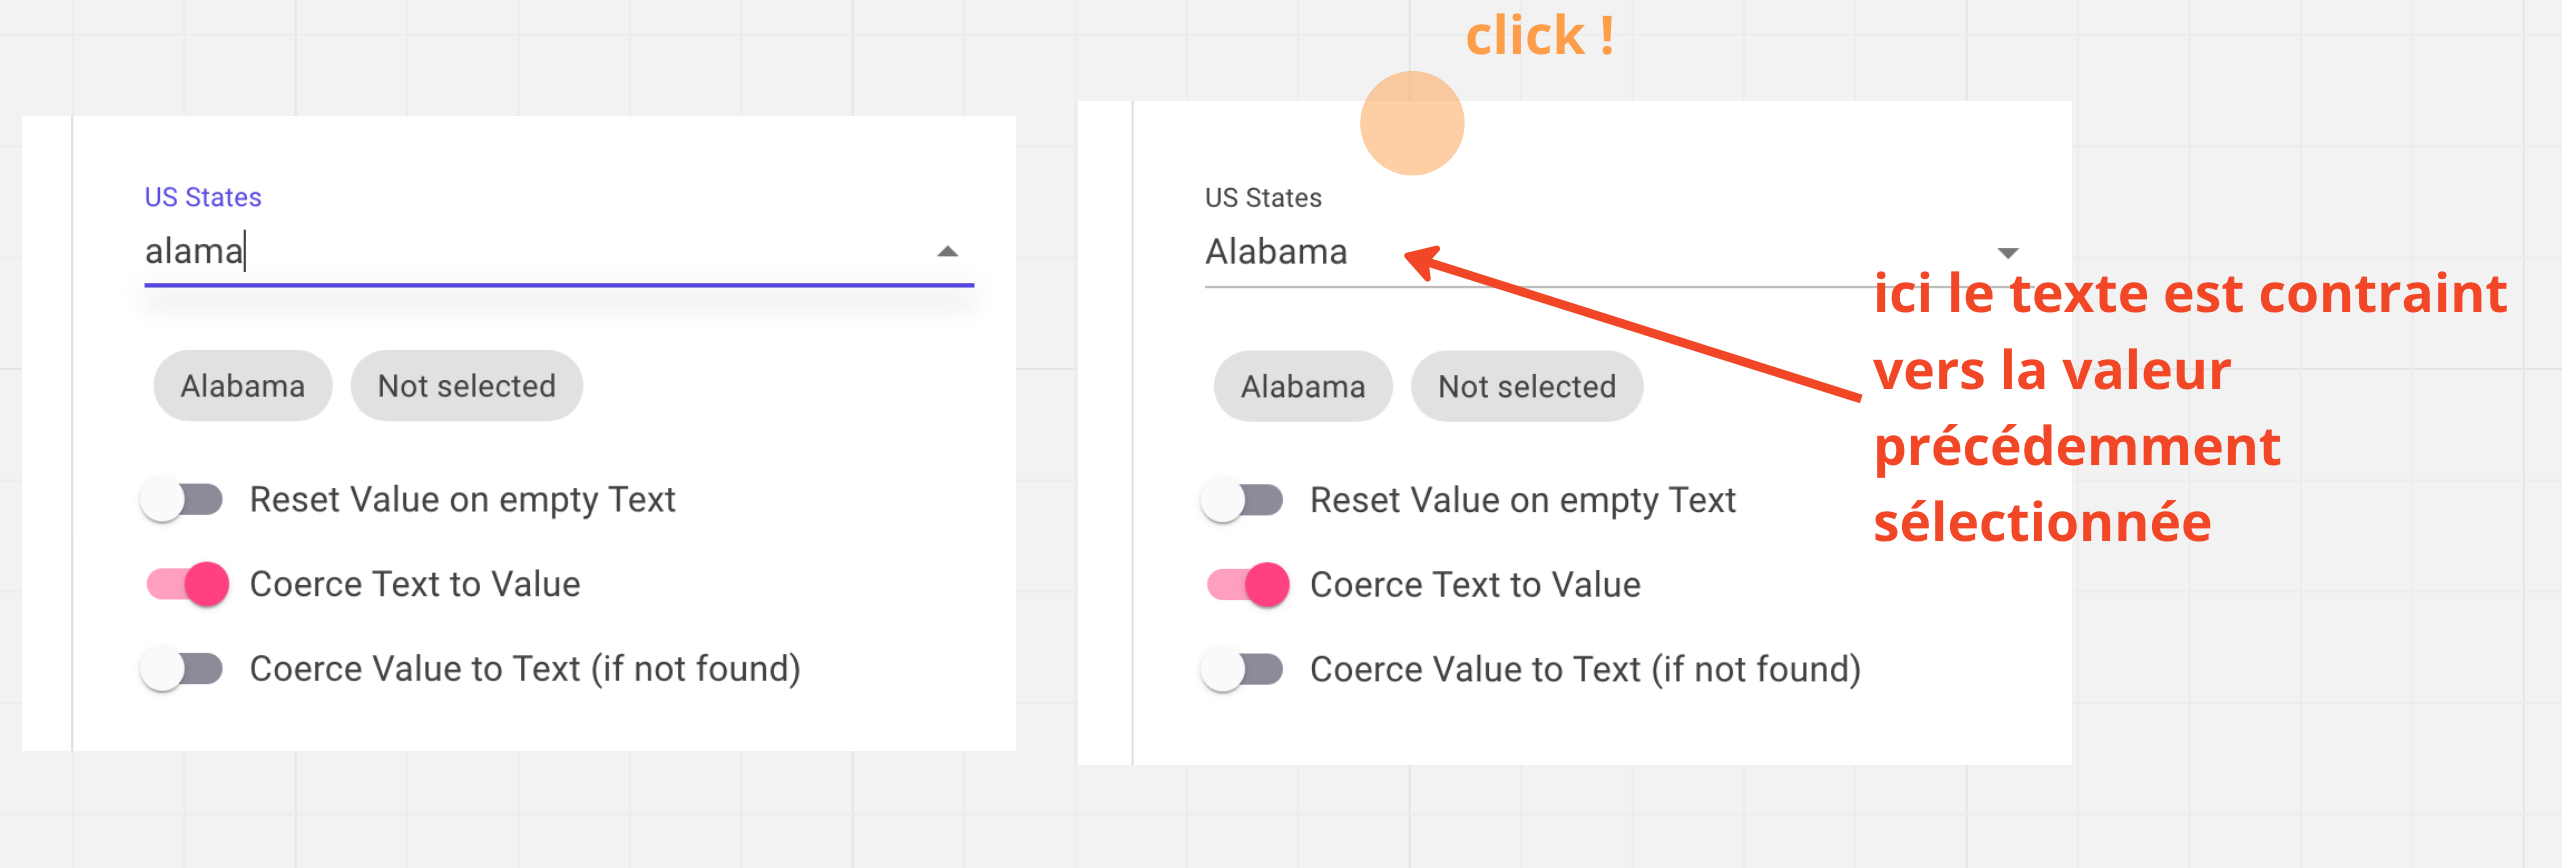 click !
US States
alama
Alabama
Not selected
Reset Value on empty Text
Coerce Text to Value
Coerce Value to Text (if not found)
US States
Alabama
Alabama
Not selected
Reset Value on empty Text
Coerce Text to Value
Coerce Value to Text (if not found)
ici le texte est contraint
vers la valeur
précédemment
sélectionnée